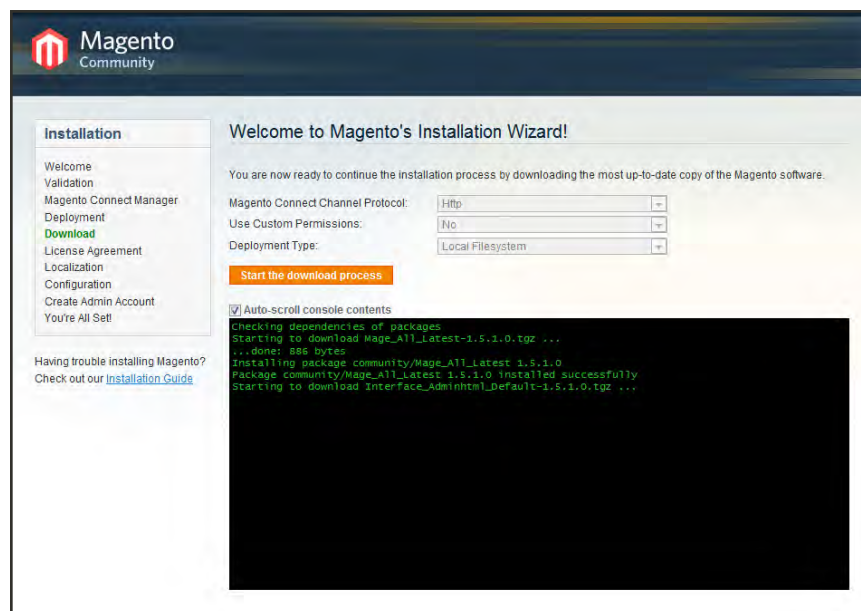 Magento
Community
Installation
Welcome
Validation
Magento Connect Manager
Deployment
Download
License Agreement
Localization
Configuration
Create Admin Account
You're All Set!
Having trouble installing Magento?
Check out our Installation Guide
Welcome to Magento's Installation Wizard!
You are now ready to continue the installation process by downloading the most up-to-date copy of the Magento software.
Magento Connect Channel Protocol: Http
Use Custom Permissions: No
Deployment Type: Local Filesystem
Start the download process
Auto-scroll console contents
Checking dependencies of packages
Starting to download Mage_All_Latest-1.5.1.0.tgz ...
...done: 886 bytes
Installing package community/Mage_All_Latest 1.5.1.0
Package community/Mage_All_Latest 1.5.1.0 installed successfully
Starting to download Interface_Adminhtml_Default-1.5.1.0.tgz ...